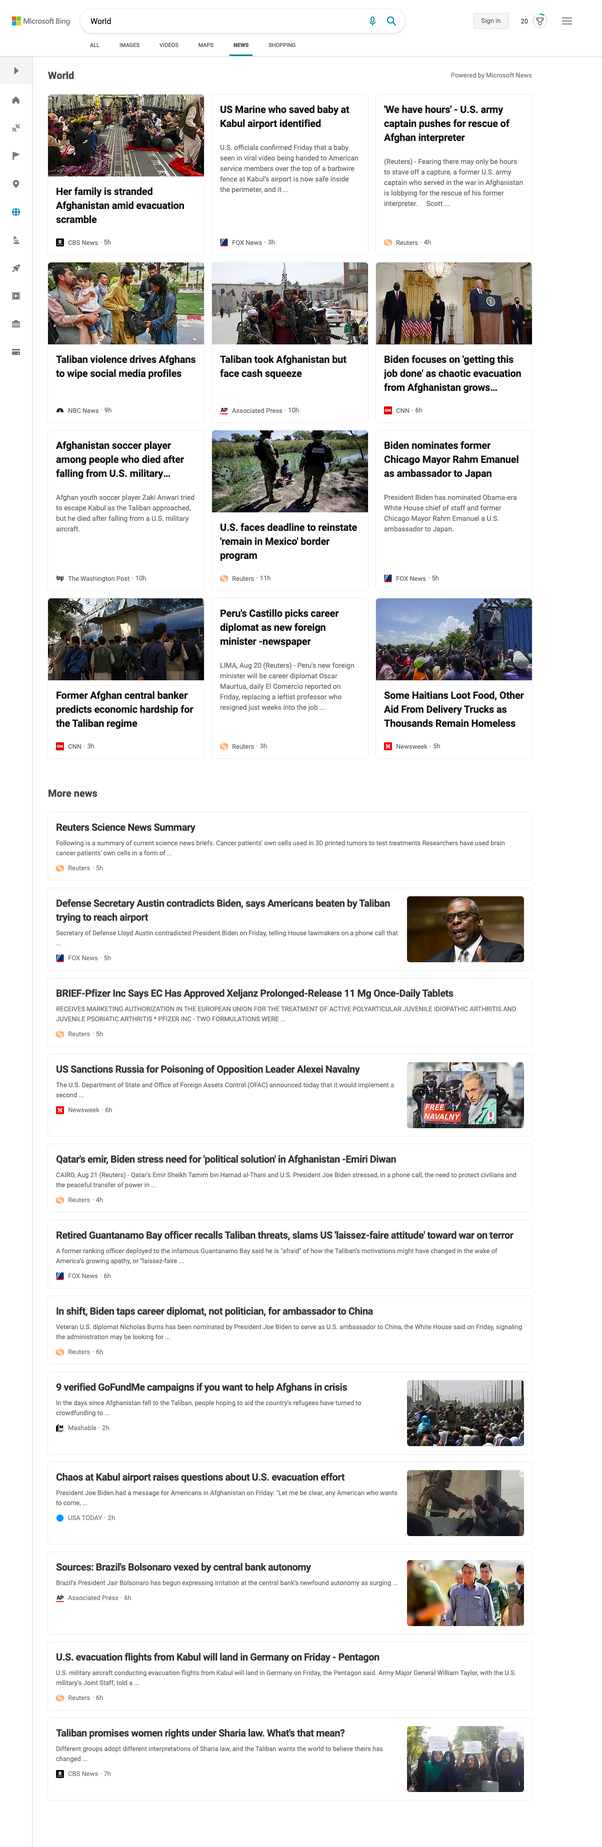 Microsoft Bing
World
Sign in
20
ALL
IMAGES
VIDEOS
MAPS
NEWS
SHOPPING
World
Powered by Microsoft News
Her family is stranded
Afghanistan amid evacuation
scramble
CBS News · 5h
US Marine who saved baby at
Kabul airport identified
U.S. officials confirmed Friday that a baby
seen in viral video being handed to American
service members over the top of a barbwire
fence at Kabul's airport is now safe inside
the perimeter, and it ...
FOX News · 3h
'We have hours' - U.S. army
captain pushes for rescue of
Afghan interpreter
(Reuters) - Fearing there may only be hours
to stave off a capture, a former U.S. army
captain who served in the war in Afghanistan
is lobbying for the rescue of his former
interpreter. Scott ...
Reuters · 4h
Taliban violence drives Afghans
to wipe social media profiles
NBC News · 9h
Taliban took Afghanistan but
face cash squeeze
AP
Associated Press · 10h
Biden focuses on 'getting this
job done' as chaotic evacuation
from Afghanistan grows...
CNN · 6h
Afghanistan soccer player
among people who died after
falling from U.S. military...
Afghan youth soccer player Zaki Anwari tried
to escape Kabul as the Taliban approached,
but he died after falling from a U.S. military
aircraft.
wp
The Washington Post · 10h
U.S. faces deadline to reinstate
'remain in Mexico' border
program
Reuters · 11h
Biden nominates former
Chicago Mayor Rahm Emanuel
as ambassador to Japan
President Biden has nominated Obama-era
White House chief of staff and former
Chicago Mayor Rahm Emanuel a U.S.
ambassador to Japan.
FOX News · 5h
Former Afghan central banker
predicts economic hardship for
the Taliban regime
CNN · 3h
Peru's Castillo picks career
diplomat as new foreign
minister -newspaper
LIMA, Aug 20 (Reuters) - Peru's new foreign
minister will be career diplomat Oscar
Maurtua, daily El Comercio reported on
Friday, replacing a leftist professor who
resigned just weeks into the job ...
Reuters · 3h
Some Haitians Loot Food, Other
Aid From Delivery Trucks as
Thousands Remain Homeless
N
Newsweek · 5h
More news
Reuters Science News Summary
Following is a summary of current science news briefs. Cancer patients' own cells used in 3D printed tumors to test treatments Researchers have used brain
cancer patients' own cells in a form of ...
Reuters · 5h
Defense Secretary Austin contradicts Biden, says Americans beaten by Taliban
trying to reach airport
Secretary of Defense Lloyd Austin contradicted President Biden on Friday, telling House lawmakers on a phone call that
...
FOX News · 5h
BRIEF-Pfizer Inc Says EC Has Approved Xeljanz Prolonged-Release 11 Mg Once-Daily Tablets
RECEIVES MARKETING AUTHORIZATION IN THE EUROPEAN UNION FOR THE TREATMENT OF ACTIVE POLYARTICULAR JUVENILE IDIOPATHIC ARTHRITIS AND
JUVENILE PSORIATIC ARTHRITIS * PFIZER INC - TWO FORMULATIONS WERE ...
Reuters · 5h
US Sanctions Russia for Poisoning of Opposition Leader Alexei Navalny
The U.S. Department of State and Office of Foreign Assets Control (OFAC) announced today that it would implement a
second ...
N
Newsweek · 6h
FREE
NAVALNY
Qatar's emir, Biden stress need for 'political solution' in Afghanistan -Emiri Diwan
CAIRO, Aug 21 (Reuters) - Qatar's Emir Sheikh Tamim bin Hamad al-Thani and U.S. President Joe Biden stressed, in a phone call, the need to protect civilians and
the peaceful transfer of power in ...
Reuters · 4h
Retired Guantanamo Bay officer recalls Taliban threats, slams US 'laissez-faire attitude' toward war on terror
A former ranking officer deployed to the infamous Guantanamo Bay said he is "afraid" of how the Taliban's motivations might have changed in the wake of
America's growing apathy, or "laissez-faire ...
FOX News · 6h
In shift, Biden taps career diplomat, not politician, for ambassador to China
Veteran U.S. diplomat Nicholas Burns has been nominated by President Joe Biden to serve as U.S. ambassador to China, the White House said on Friday, signaling
the administration may be looking for ...
Reuters · 6h
9 verified GoFundMe campaigns if you want to help Afghans in crisis
In the days since Afghanistan fell to the Taliban, people hoping to aid the country's refugees have turned to
crowdfunding to ...
Mashable · 2h
Chaos at Kabul airport raises questions about U.S. evacuation effort
President Joe Biden had a message for Americans in Afghanistan on Friday: "Let me be clear, any American who wants
to come, ...
USA TODAY · 2h
Sources: Brazil's Bolsonaro vexed by central bank autonomy
Brazil's President Jair Bolsonaro has begun expressing irritation at the central bank's newfound autonomy as surging ...
AP
Associated Press · 6h
U.S. evacuation flights from Kabul will land in Germany on Friday - Pentagon
U.S. military aircraft conducting evacuation flights from Kabul will land in Germany on Friday, the Pentagon said. Army Major General William Taylor, with the U.S.
military's Joint Staff, told a ...
Reuters · 6h
Taliban promises women rights under Sharia law. What's that mean?
Different groups adopt different interpretations of Sharia law, and the Taliban wants the world to believe theirs has
changed ...
CBS News · 7h